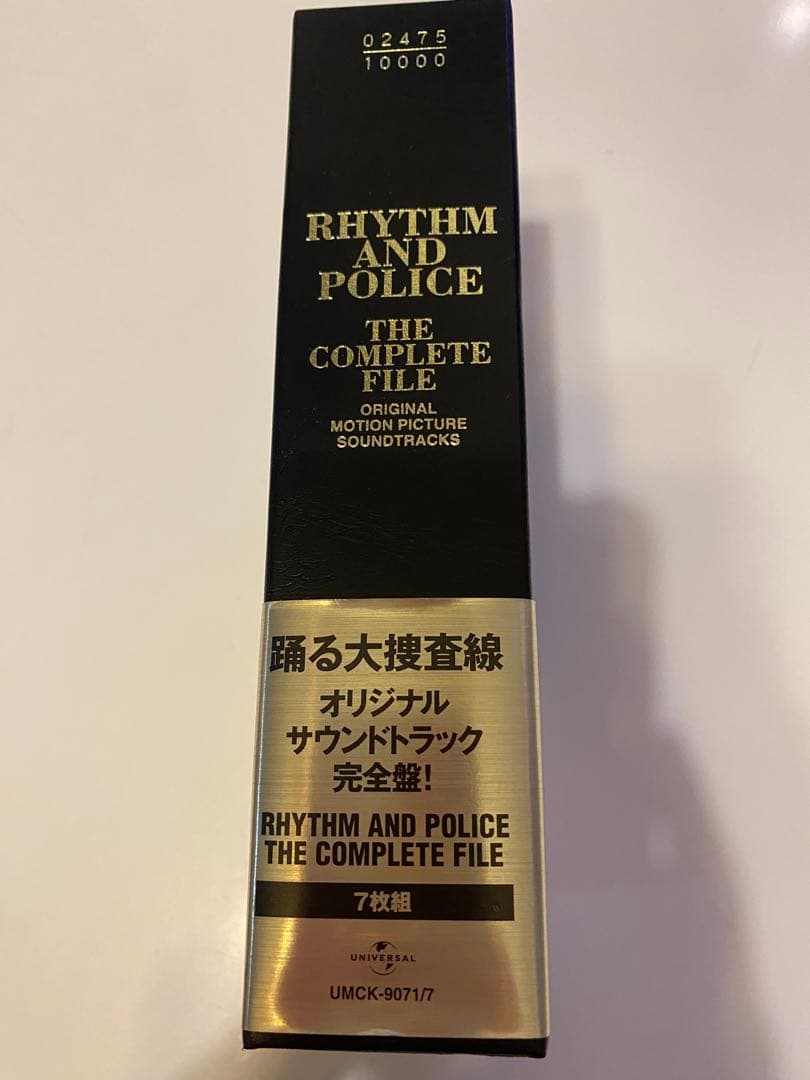 02475
10000
RHYTHM
AND
POLICE
THE
COMPLETE
FILE
ORIGINAL
MOTION PICTURE
SOUNDTRACKS
踊る大捜査線
オリジナル
サウンドトラック
完全盤!
RHYTHM AND POLICE
THE COMPLETE FILE
7枚組
UNIVERSAL
UMCK-9071/7